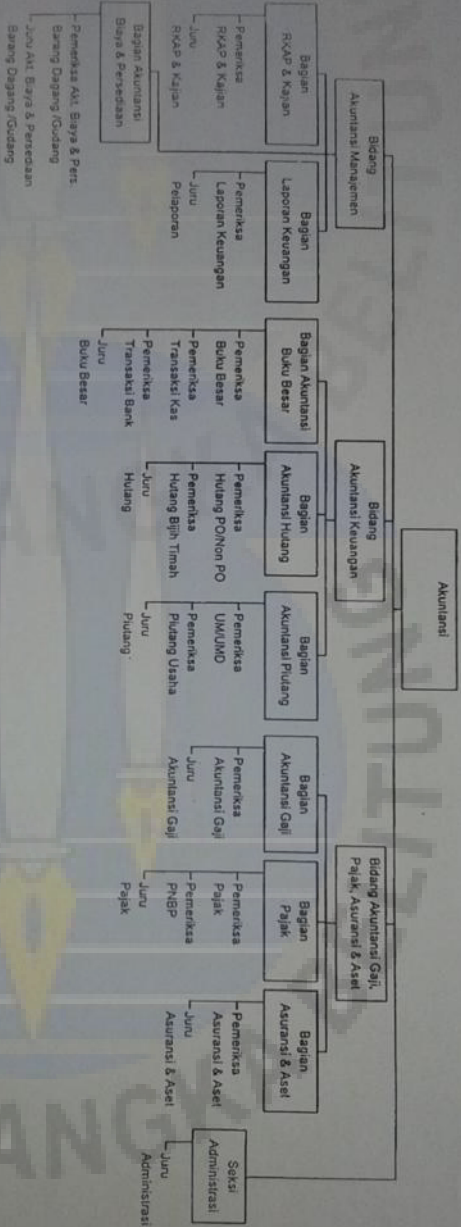 Akuntansi
Bidang
Akuntansi Manajemen
Bidang
Akuntansi Keuangan
Bidang Akuntansi Gaji,
Pajak, Asuransi & Aset
Bagian
RKAP & Kajian
Pemeriksa
RKAP & Kajian
Juru
RKAP & Kajian
Bagian
Laporan Keuangan
Pemeriksa
Laporan Keuangan
Juru
Pelaporan
Bagian Akuntansi
Biaya & Persediaan
Pemeriksa Akt. Biaya & Pers.
Barang Dagang /Gudang
Juru Akt. Biaya & Persediaan
Barang Dagang /Gudang
Bagian Akuntansi
Buku Besar
Pemeriksa
Buku Besar
Pemeriksa
Transaksi Kas
Pemeriksa
Transaksi Bank
Juru
Buku Besar
Bagian
Akuntansi Hutang
Pemeriksa
Hutang PO/Non PO
Pemeriksa
Hutang Bijih Timah
Juru
Hutang
Bagian
Akuntansi Piutang
Pemeriksa
UM/UMD
Pemeriksa
Piutang Usaha
Juru
Piutang
Bagian
Akuntansi Gaji
Pemeriksa
Akuntansi Gaji
Juru
Akuntansi Gaji
Bagian
Pajak
Pemeriksa
Pajak
Pemeriksa
PNBP
Juru
Pajak
Bagian
Asuransi & Aset
Pemeriksa
Asuransi & Aset
Juru
Asuransi & Aset
Seksi
Administrasi
Juru
Administrasi